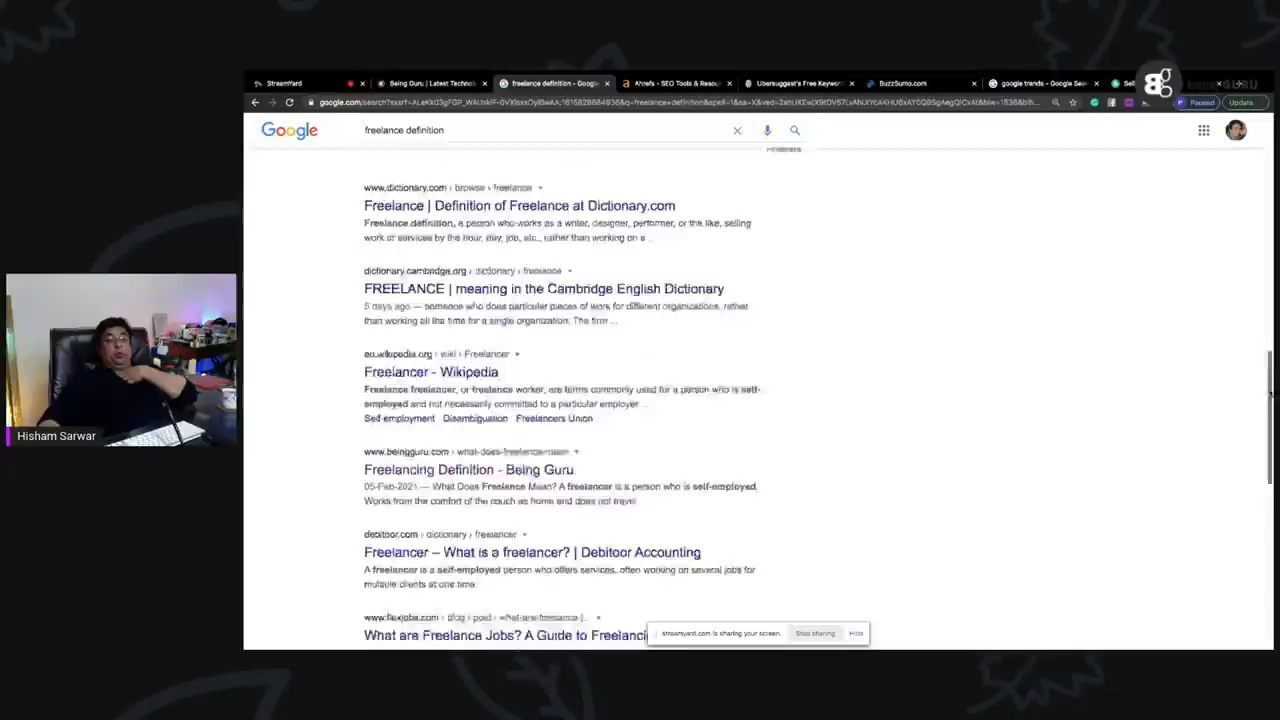 StreamYard
Being Guru | Latest Technolo
freelance definition - Google
Ahrefs - SEO Tools & Resou
Ubersuggest's Free Keyword
BuzzSumo.com
google trends - Google Sea
Sell
GURU
Paused
Update
Google
freelance definition
www.dictionary.com › browse › freelance
Freelance | Definition of Freelance at Dictionary.com
Freelance definition, a person who works as a writer, designer, performer, or the like, selling
work or services by the hour, day, job, etc., rather than working on a ...
dictionary.cambridge.org › dictionary › freelance
FREELANCE | meaning in the Cambridge English Dictionary
5 days ago — someone who does particular pieces of work for different organizations, rather
than working all the time for a single organization: The firm ...
en.wikipedia.org › wiki › Freelancer
Freelancer - Wikipedia
Freelance freelancer, or freelance worker, are terms commonly used for a person who is self-
employed and not necessarily committed to a particular employer ...
Self-employment Disambiguation Freelancers Union
www.beingguru.com › what-does-freelance-mean
Freelancing Definition - Being Guru
05-Feb-2021 — What Does Freelance Mean? A freelancer is a person who is self-employed.
Works from the comfort of the couch as home and does not travel
debitoor.com › dictionary › freelancer
Freelancer – What is a freelancer? | Debitoor Accounting
A freelancer is a self-employed person who offers services, often working on several jobs for
multiple clients at one time.
www.flexjobs.com › blog › post › what-are-freelance-j...
What are Freelance Jobs? A Guide to Freelanci
streamyard.com is sharing your screen.
Stop sharing
Hide
Hisham Sarwar